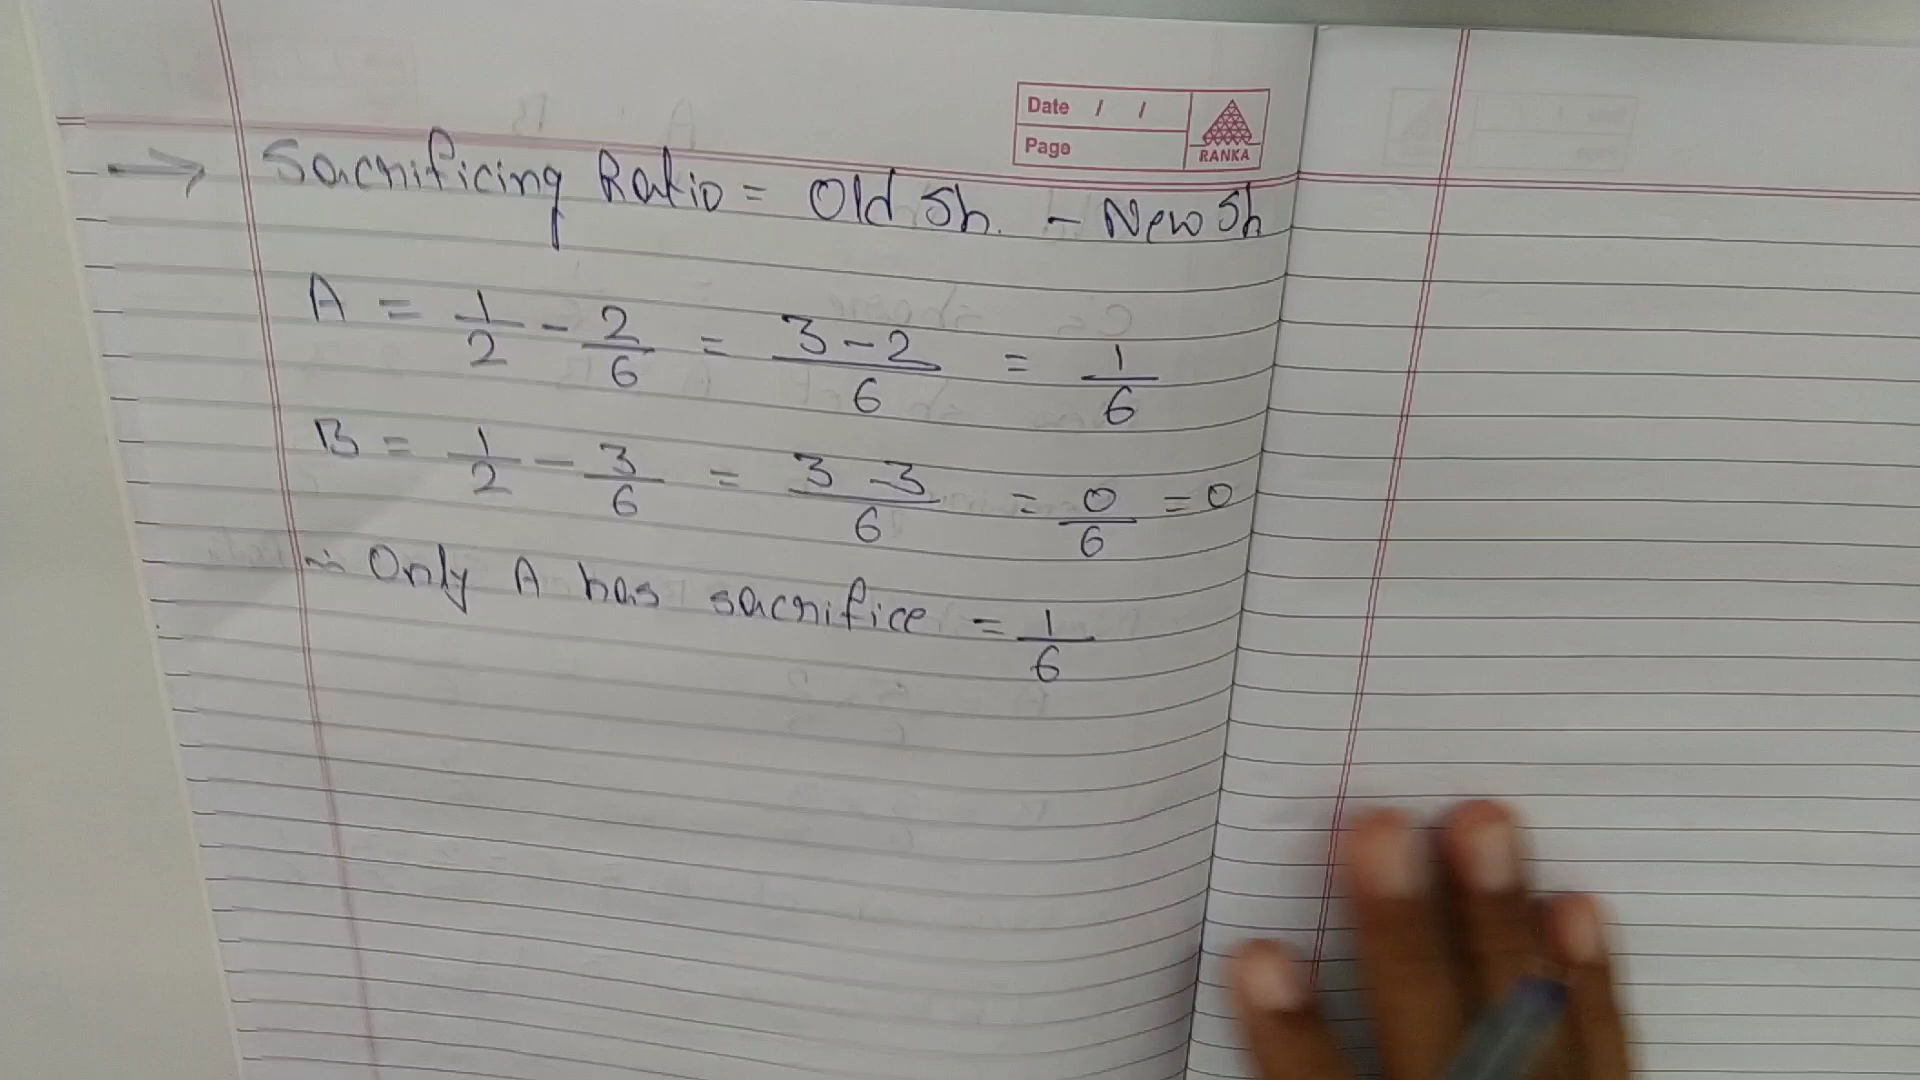 Date / /
Page
RANKA
→ Sacrificing Ratio = Old Sh. - New Sh
A = 1/2 - 2/6 = 3-2/6 = 1/6
B = 1/2 - 3/6 = 3-3/6 = 0/6 = 0
∴ Only A has sacrifice = 1/6